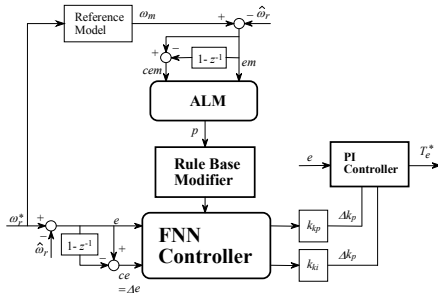 Reference Model
ω_m
+
−
ω̂_r
+
−
1- z⁻¹
cem
em
ALM
p
Rule Base Modifier
e
PI Controller
T_e*
ω_r*
+
−
ω̂_r
e
1- z⁻¹
+
−
ce
= Δe
FNN Controller
k_kp
Δk_p
k_ki
Δk_p